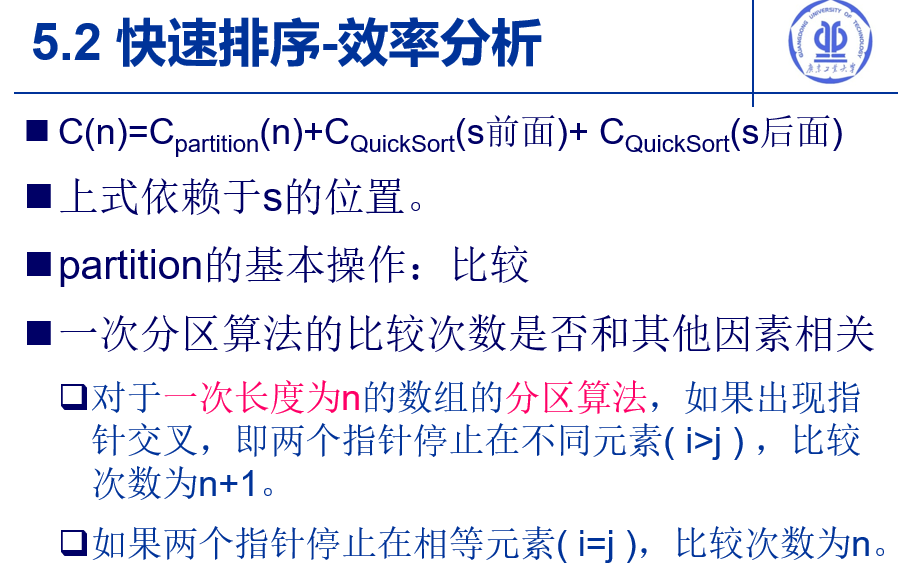 5.2 快速排序-效率分析
GUANGDONG UNIVERSITY OF TECHNOLOGY
广东工业大学
C(n)=Cpartition(n)+CQuickSort(s前面)+ CQuickSort(s后面)
上式依赖于s的位置。
partition的基本操作：比较
一次分区算法的比较次数是否和其他因素相关
对于一次长度为n的数组的分区算法，如果出现指
针交叉，即两个指针停止在不同元素( i>j )，比较
次数为n+1。
如果两个指针停止在相等元素( i=j )，比较次数为n。